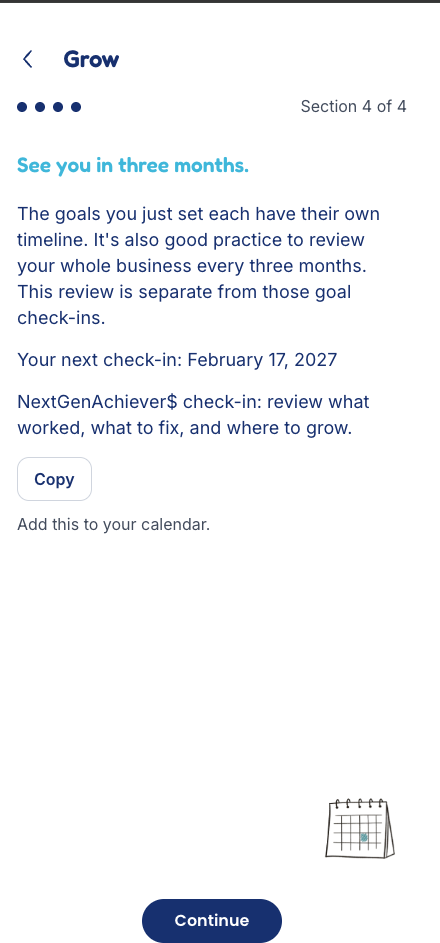 Grow
Section 4 of 4
See you in three months.
The goals you just set each have their own
timeline. It's also good practice to review
your whole business every three months.
This review is separate from those goal
check-ins.
Your next check-in: February 17, 2027
NextGenAchiever$ check-in: review what
worked, what to fix, and where to grow.
Copy
Add this to your calendar.
Continue